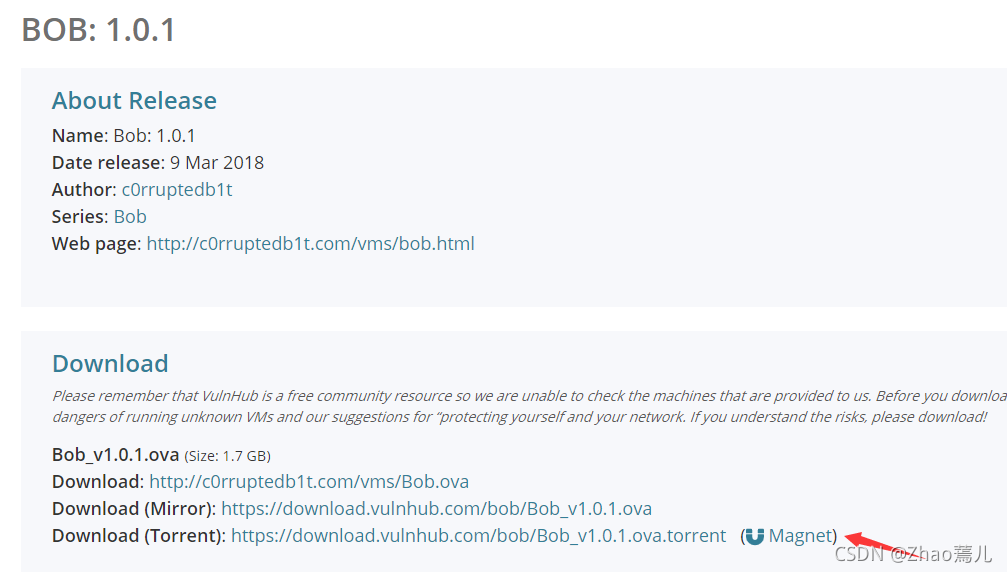 BOB: 1.0.1
About Release
Name: Bob: 1.0.1
Date release: 9 Mar 2018
Author: c0rruptedb1t
Series: Bob
Web page: http://c0rruptedb1t.com/vms/bob.html
Download
Please remember that VulnHub is a free community resource so we are unable to check the machines that are provided to us. Before you downloa
dangers of running unknown VMs and our suggestions for “protecting yourself and your network. If you understand the risks, please download!
Bob_v1.0.1.ova (Size: 1.7 GB)
Download: http://c0rruptedb1t.com/vms/Bob.ova
Download (Mirror): https://download.vulnhub.com/bob/Bob_v1.0.1.ova
Download (Torrent): https://download.vulnhub.com/bob/Bob_v1.0.1.ova.torrent (Magnet)
CSDN @Zhao蔫儿